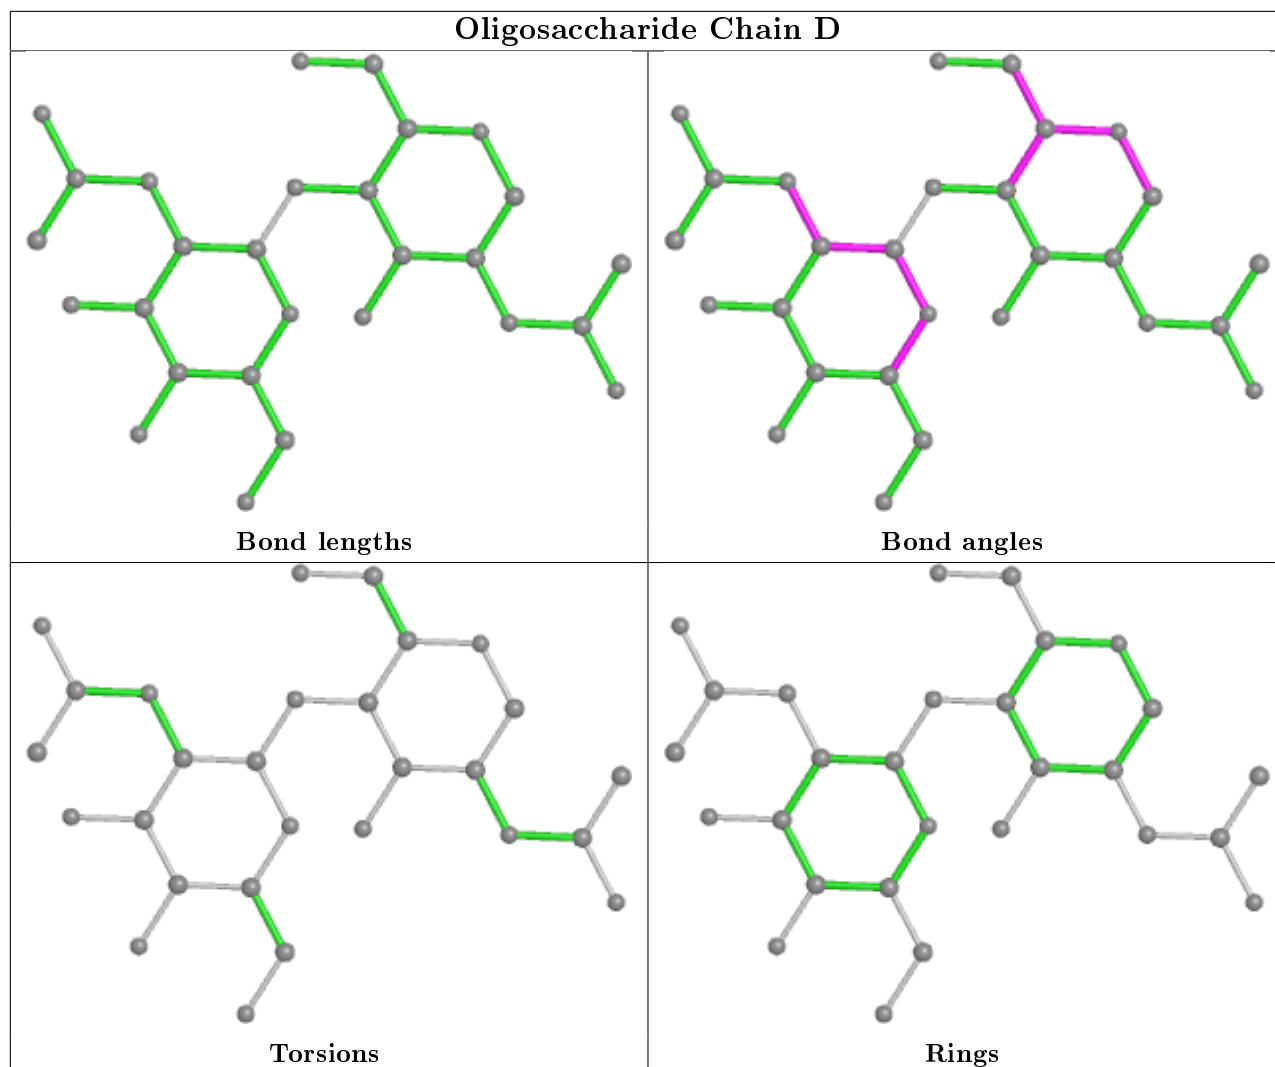 Oligosaccharide Chain D
Bond lengths
Bond angles
Torsions
Rings